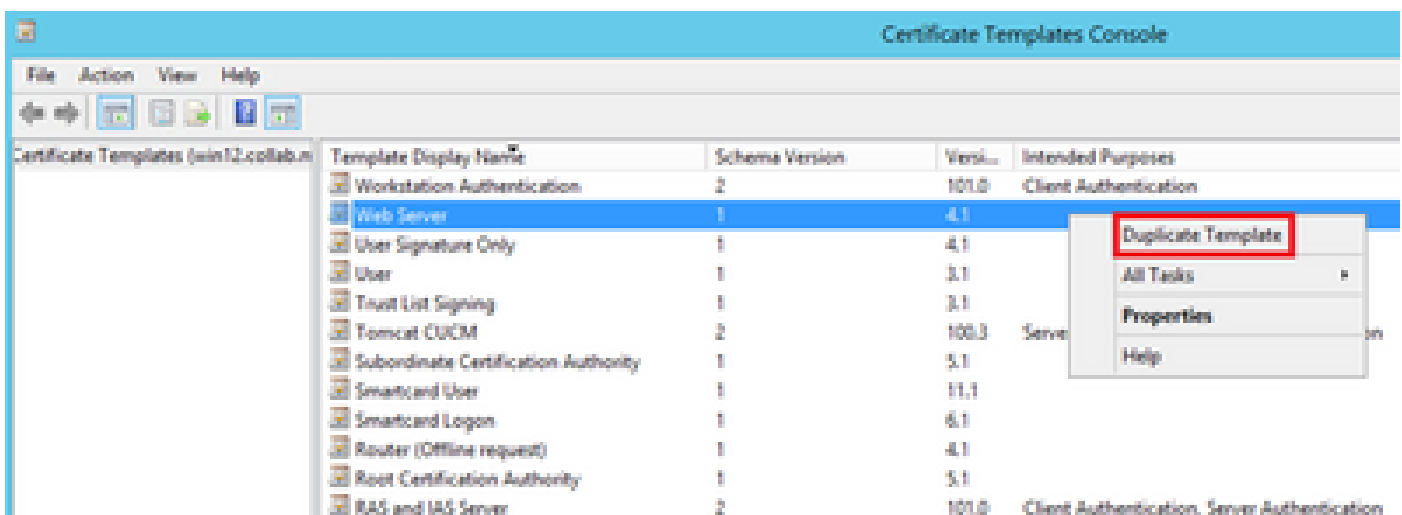 Certificate Templates Console
File Action View Help
Certificate Templates (win12.collab.n
Template Display Name Schema Version Versi... Intended Purposes
Workstation Authentication 2 101.0 Client Authentication
Web Server 1 4.1
Duplicate Template
User Signature Only 1 4.1
User 1 3.1
All Tasks
Trust List Signing 1 3.1
Properties
Tomcat CUCM 2 100.3 Serve on
Help
Subordinate Certification Authority 1 5.1
Smartcard User 1 11.1
Smartcard Logon 1 6.1
Router (Offline request) 1 4.1
Root Certification Authority 1 5.1
RAS and IAS Server 2 101.0 Client Authentication, Server Authentication